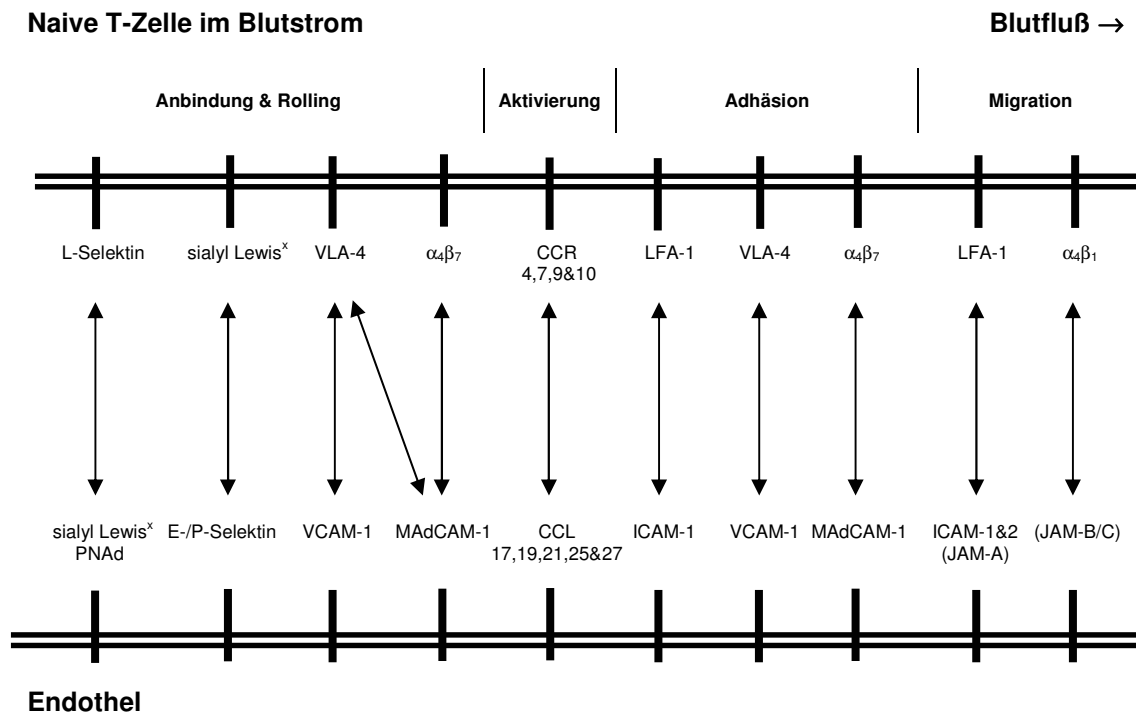 Naive T-Zelle im Blutstrom
Blutfluß →
Anbindung & Rolling
Aktivierung
Adhäsion
Migration
L-Selektin
sialyl Lewisˣ
VLA-4
α₄β₇
CCR
4,7,9&10
LFA-1
VLA-4
α₄β₇
LFA-1
α₄β₁
sialyl Lewisˣ
PNAd
E-/P-Selektin
VCAM-1
MAdCAM-1
CCL
17,19,21,25&27
ICAM-1
VCAM-1
MAdCAM-1
ICAM-1&2
(JAM-A)
(JAM-B/C)
Endothel